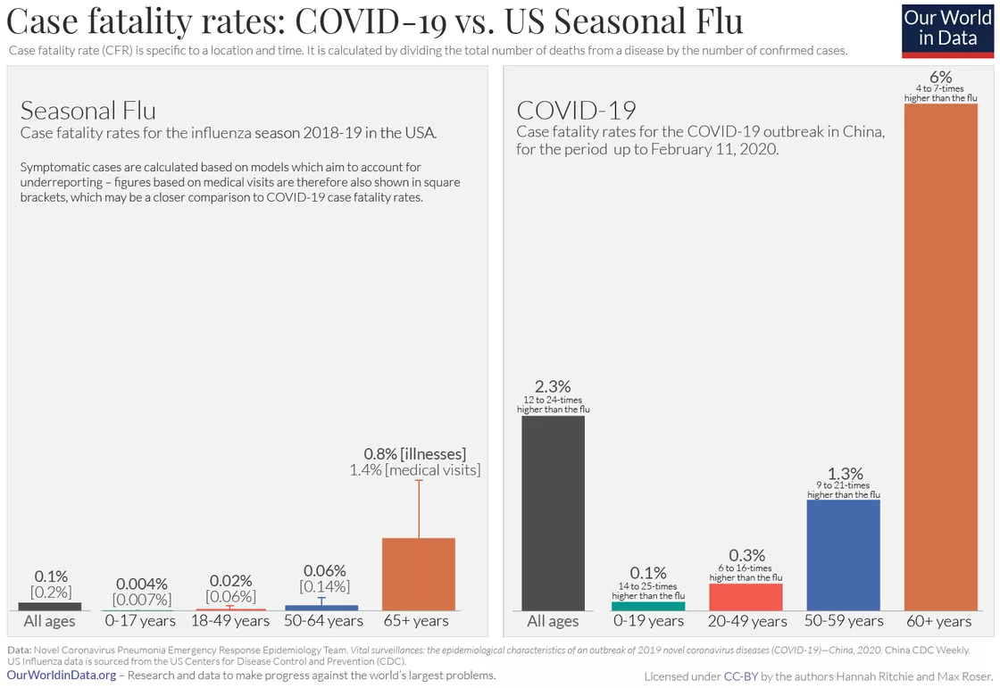 Case fatality rates: COVID-19 vs. US Seasonal Flu
Our World
in Data
Case fatality rate (CFR) is specific to a location and time. It is calculated by dividing the total number of deaths from a disease by the number of confirmed cases.
Seasonal Flu
Case fatality rates for the influenza season 2018-19 in the USA.
Symptomatic cases are calculated based on models which aim to account for
underreporting – figures based on medical visits are therefore also shown in square
brackets, which may be a closer comparison to COVID-19 case fatality rates.
0.1%
[0.2%]
0.004%
[0.007%]
0.02%
[0.06%]
0.06%
[0.14%]
0.8% [illnesses]
1.4% [medical visits]
All ages
0-17 years
18-49 years
50-64 years
65+ years
COVID-19
Case fatality rates for the COVID-19 outbreak in China,
for the period up to February 11, 2020.
2.3%
12 to 24-times
higher than the flu
0.1%
14 to 25-times
higher than the flu
0.3%
6 to 16-times
higher than the flu
1.3%
9 to 21-times
higher than the flu
6%
4 to 7-times
higher than the flu
All ages
0-19 years
20-49 years
50-59 years
60+ years
Data: Novel Coronavirus Pneumonia Emergency Response Epidemiology Team. Vital surveillances: the epidemiological characteristics of an outbreak of 2019 novel coronavirus diseases (COVID-19)—China, 2020. China CDC Weekly.
US Influenza data is sourced from the US Centers for Disease Control and Prevention (CDC).
OurWorldinData.org – Research and data to make progress against the world's largest problems.
Licensed under CC-BY by the authors Hannah Ritchie and Max Roser.